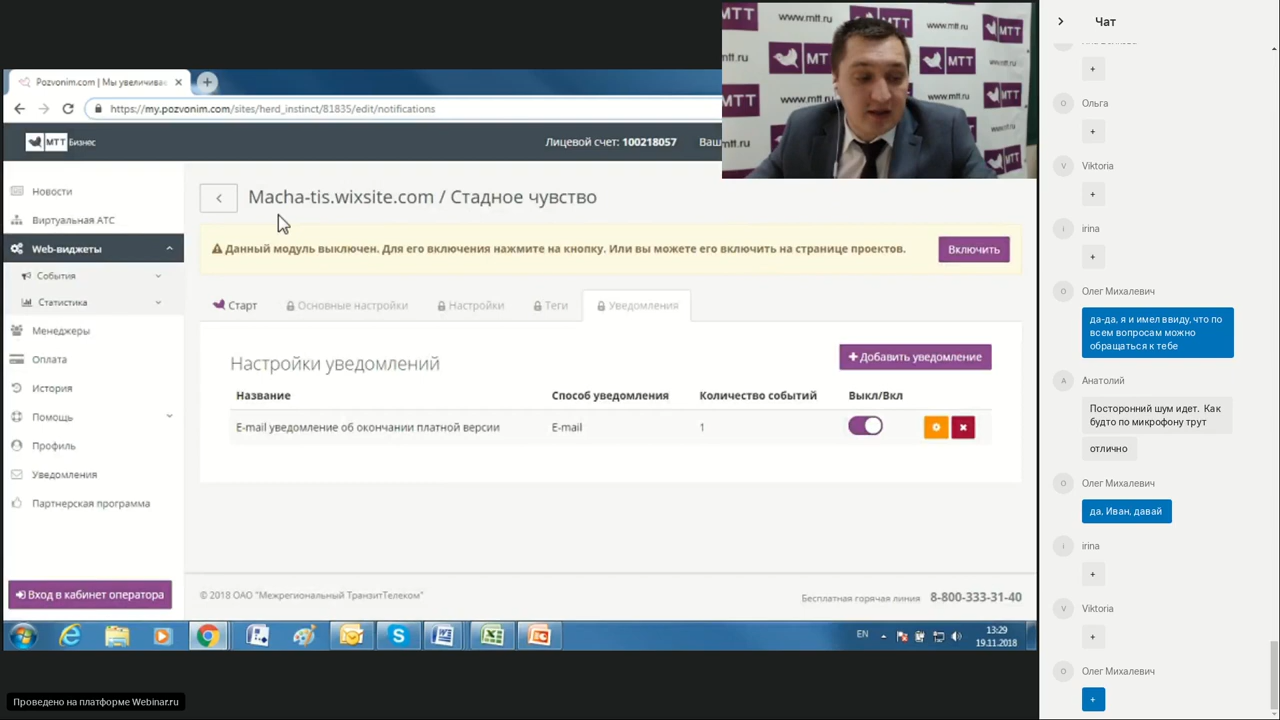 Pozvonim.com | Мы увеличивае
https://my.pozvonim.com/sites/nerd_instinct/81835/edit/notifications
МТТ Бизнес
Лицевой счет: 100218057
Ваш
Новости
Виртуальная АТС
Web-виджеты
События
Статистика
Менеджеры
Оплата
История
Помощь
Профиль
Уведомления
Партнерская программа
Вход в кабинет оператора
Macha-tis.wixsite.com / Стадное чувство
Данный модуль выключен. Для его включения нажмите на кнопку. Или вы можете его включить на странице проектов.
Включить
Старт
Основные настройки
Настройки
Теги
Уведомления
Настройки уведомлений
Добавить уведомление
Название
Способ уведомления
Количество событий
Выкл/Вкл
E-mail уведомление об окончании платной версии
E-mail
1
© 2018 ОАО "Межрегиональный ТранзитТелеком"
Бесплатная горячая линия 8-800-333-31-40
EN
13:29
19.11.2018
www.mtt.ru
МТТ
Проведено на платформе Webinar.ru
Чат
+
Ольга
+
Viktoria
+
irina
+
Олег Михалевич
да-да, я и имел ввиду, что по
всем вопросам можно
обращаться к тебе
Анатолий
Посторонний шум идет. Как
будто по микрофону трут
отлично
Олег Михалевич
да, Иван, давай
irina
+
Viktoria
+
Олег Михалевич
+